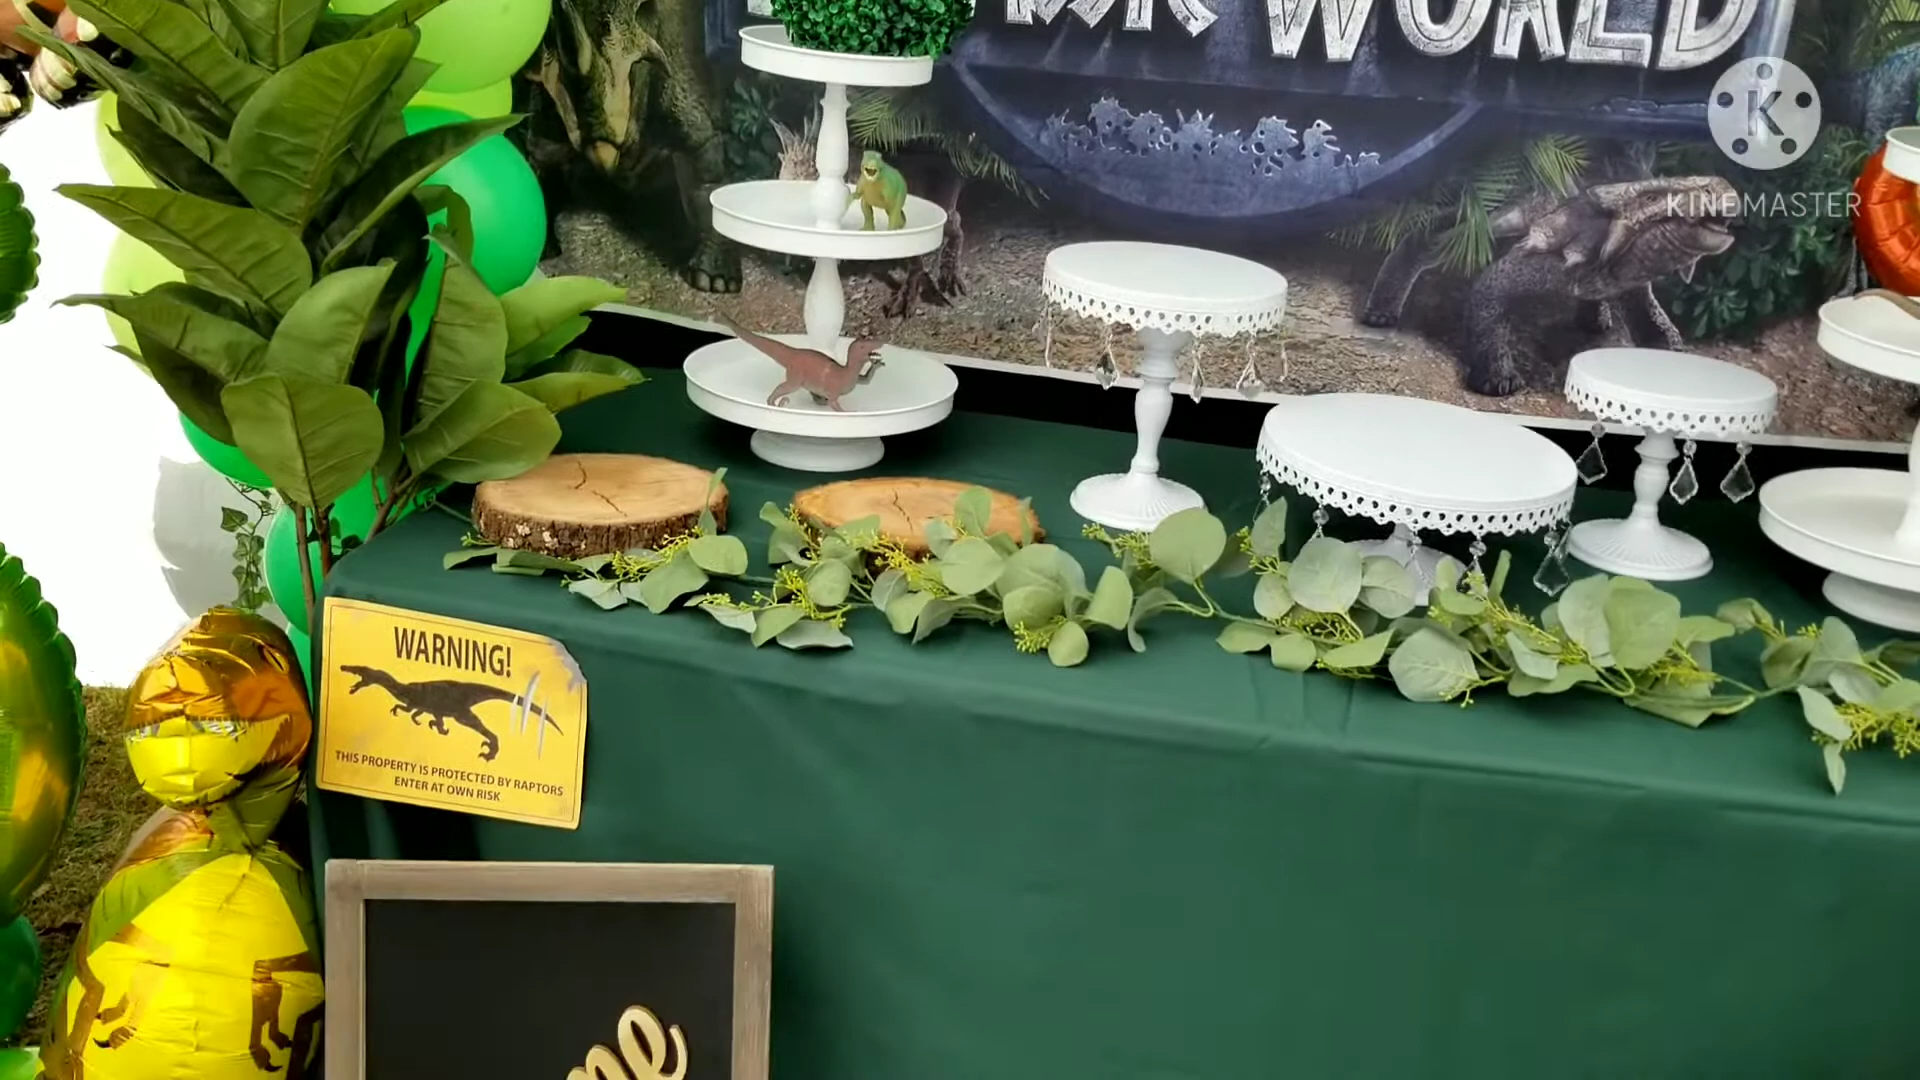 WORLD
K
KINEMASTER
WARNING!
THIS PROPERTY IS PROTECTED BY RAPTORS
ENTER AT OWN RISK